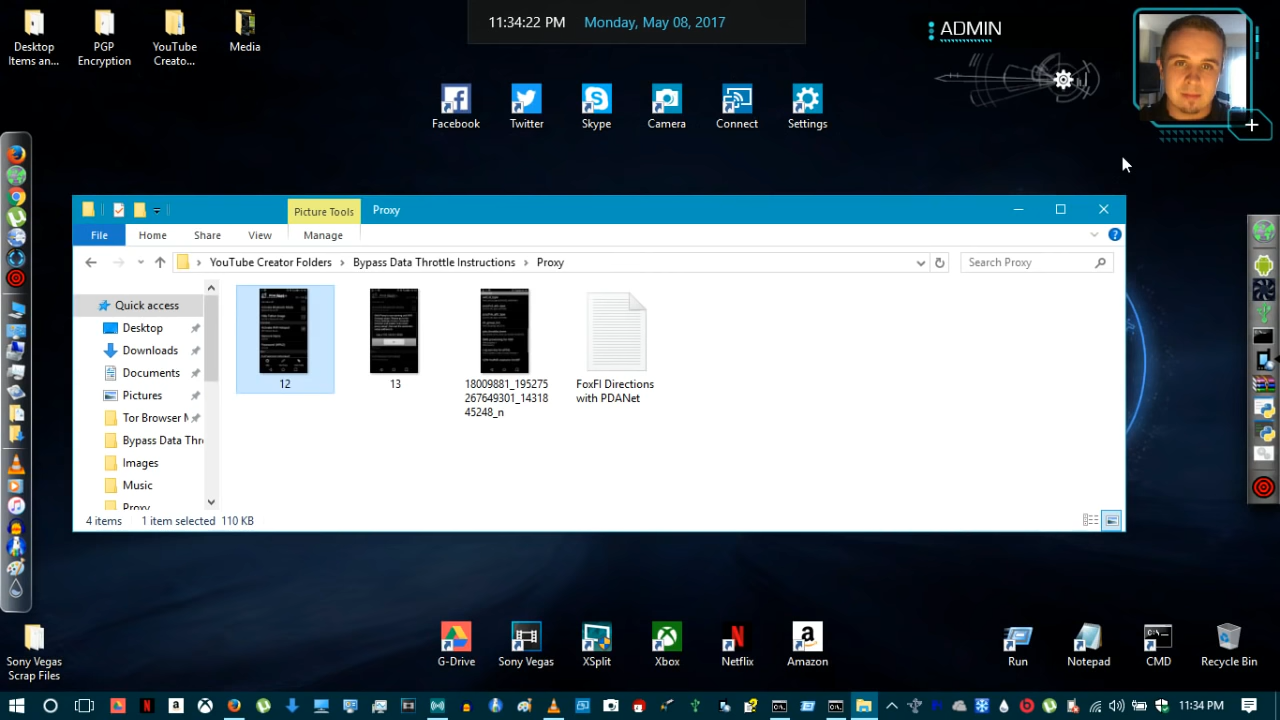 11:34:22 PM Monday, May 08, 2017
ADMIN
Desktop
Items an...
PGP
Encryption
YouTube
Creato...
Media
Facebook
Twitter
Skype
Camera
Connect
Settings
Picture Tools
Proxy
File
Home
Share
View
Manage
YouTube Creator Folders
Bypass Data Throttle Instructions
Proxy
Search Proxy
Quick access
Desktop
Downloads
Documents
Pictures
Tor Browser
Bypass Data Thr
Images
Music
Proxy
12
13
18009881_195275
267649301_14318
45248_n
FoxFI Directions
with PDANet
4 items 1 item selected 110 KB
Sony Vegas
Scrap Files
G-Drive
Sony Vegas
XSplit
Xbox
Netflix
Amazon
Run
Notepad
CMD
Recycle Bin
11:34 PM